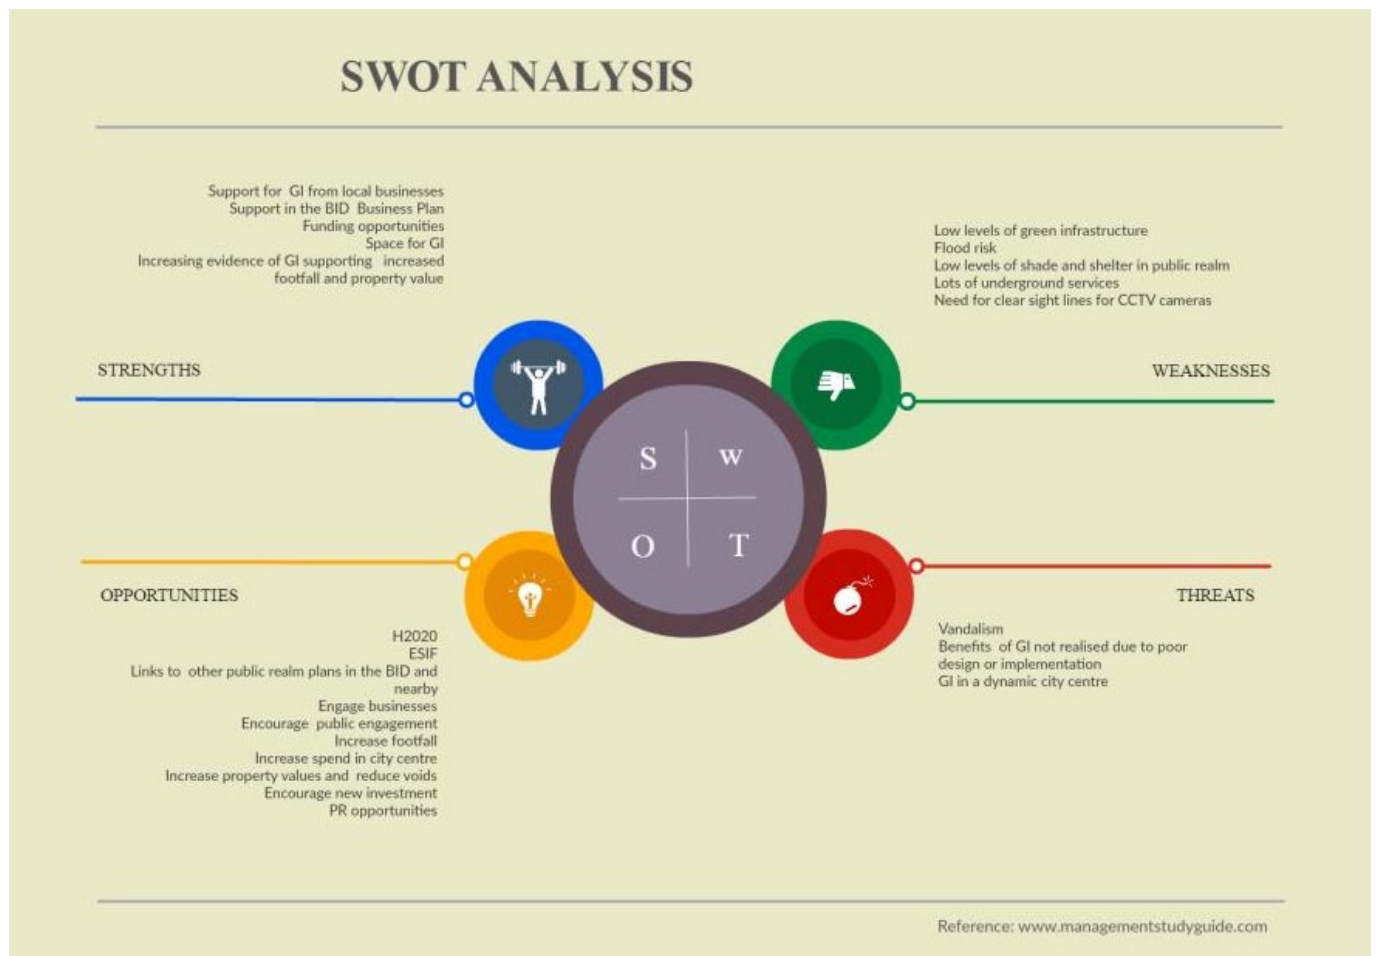 SWOT ANALYSIS
Support for GI from local businesses
Support in the BID Business Plan
Funding opportunities
Space for GI
Increasing evidence of GI supporting increased
footfall and property value
Low levels of green infrastructure
Flood risk
Low levels of shade and shelter in public realm
Lots of underground services
Need for clear sight lines for CCTV cameras
STRENGTHS
WEAKNESSES
S
w
O
T
OPPORTUNITIES
THREATS
H2020
ESIF
Links to other public realm plans in the BID and
nearby
Engage businesses
Encourage public engagement
Increase footfall
Increase spend in city centre
Increase property values and reduce voids
Encourage new investment
PR opportunities
Vandalism
Benefits of GI not realised due to poor
design or implementation
GI in a dynamic city centre
Reference: www.managementstudyguide.com